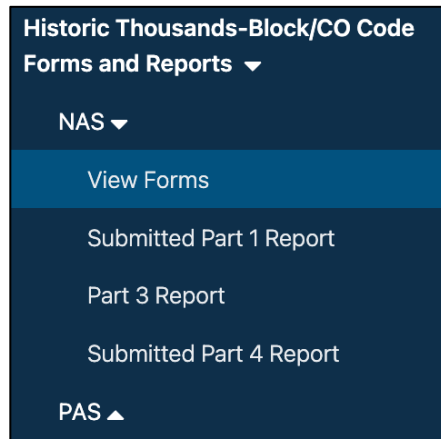 Historic Thousands-Block/CO Code
Forms and Reports
NAS
View Forms
Submitted Part 1 Report
Part 3 Report
Submitted Part 4 Report
PAS